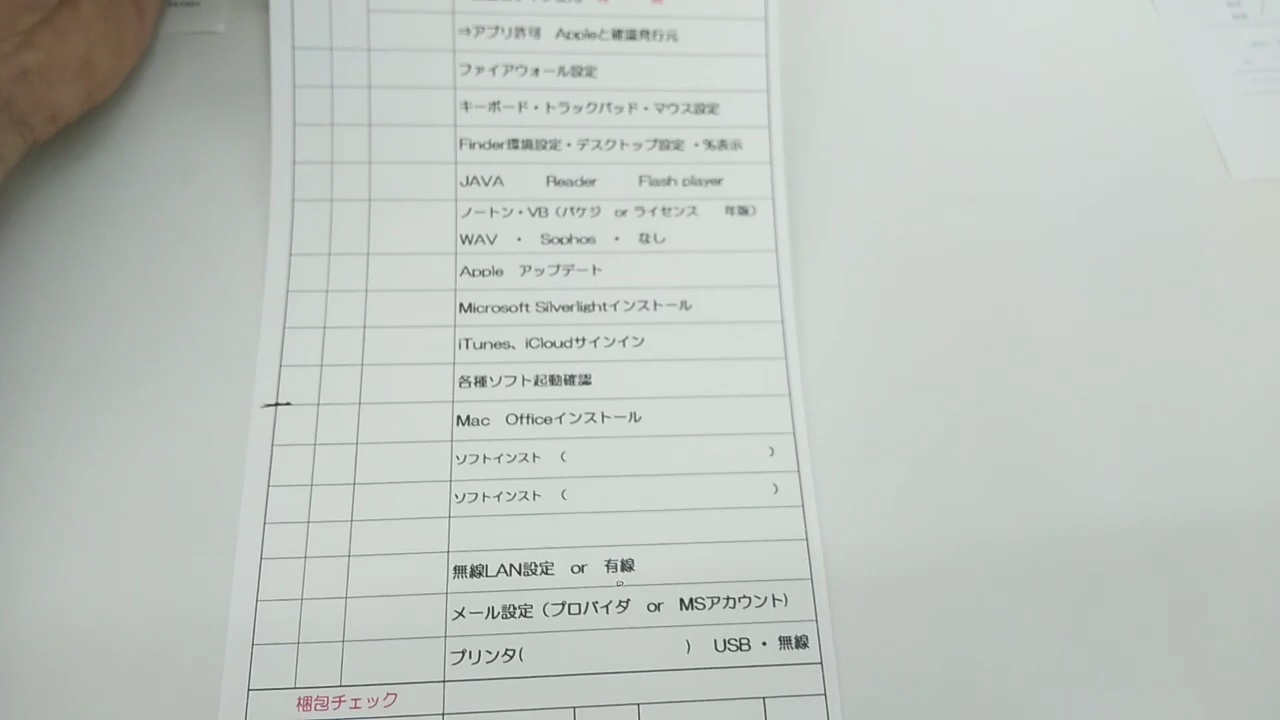 ⇒アプリ許可　Appleと確認発行元
ファイアウォール設定
キーボード・トラックパッド・マウス設定
Finder環境設定・デスクトップ設定 ・%表示
JAVA　　Reader　　Flash player
ノートン・VB（パケジ　or ライセンス　　年版）
WAV　・　Sophos　・　なし
Apple　アップデート
Microsoft Silverlightインストール
iTunes、iCloudサインイン
各種ソフト起動確認
Mac　Officeインストール
ソフトインスト　（　　　　　　　　　　　　）
ソフトインスト　（　　　　　　　　　　　　）
無線LAN設定　or　有線
メール設定（プロバイダ　or　MSアカウント）
プリンタ(　　　　　　　　　　)　USB・無線
梱包チェック